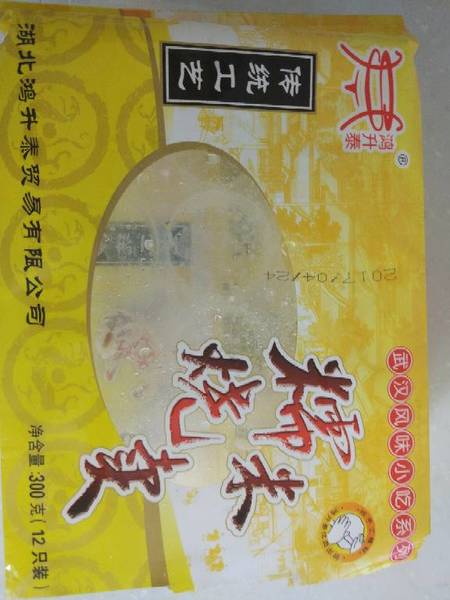 鸿升泰
®
传统工艺
武汉风味小吃系列
2017/04/24
糯米
烧麦
净含量:300克(12只装)
湖北鸿升泰贸易有限公司